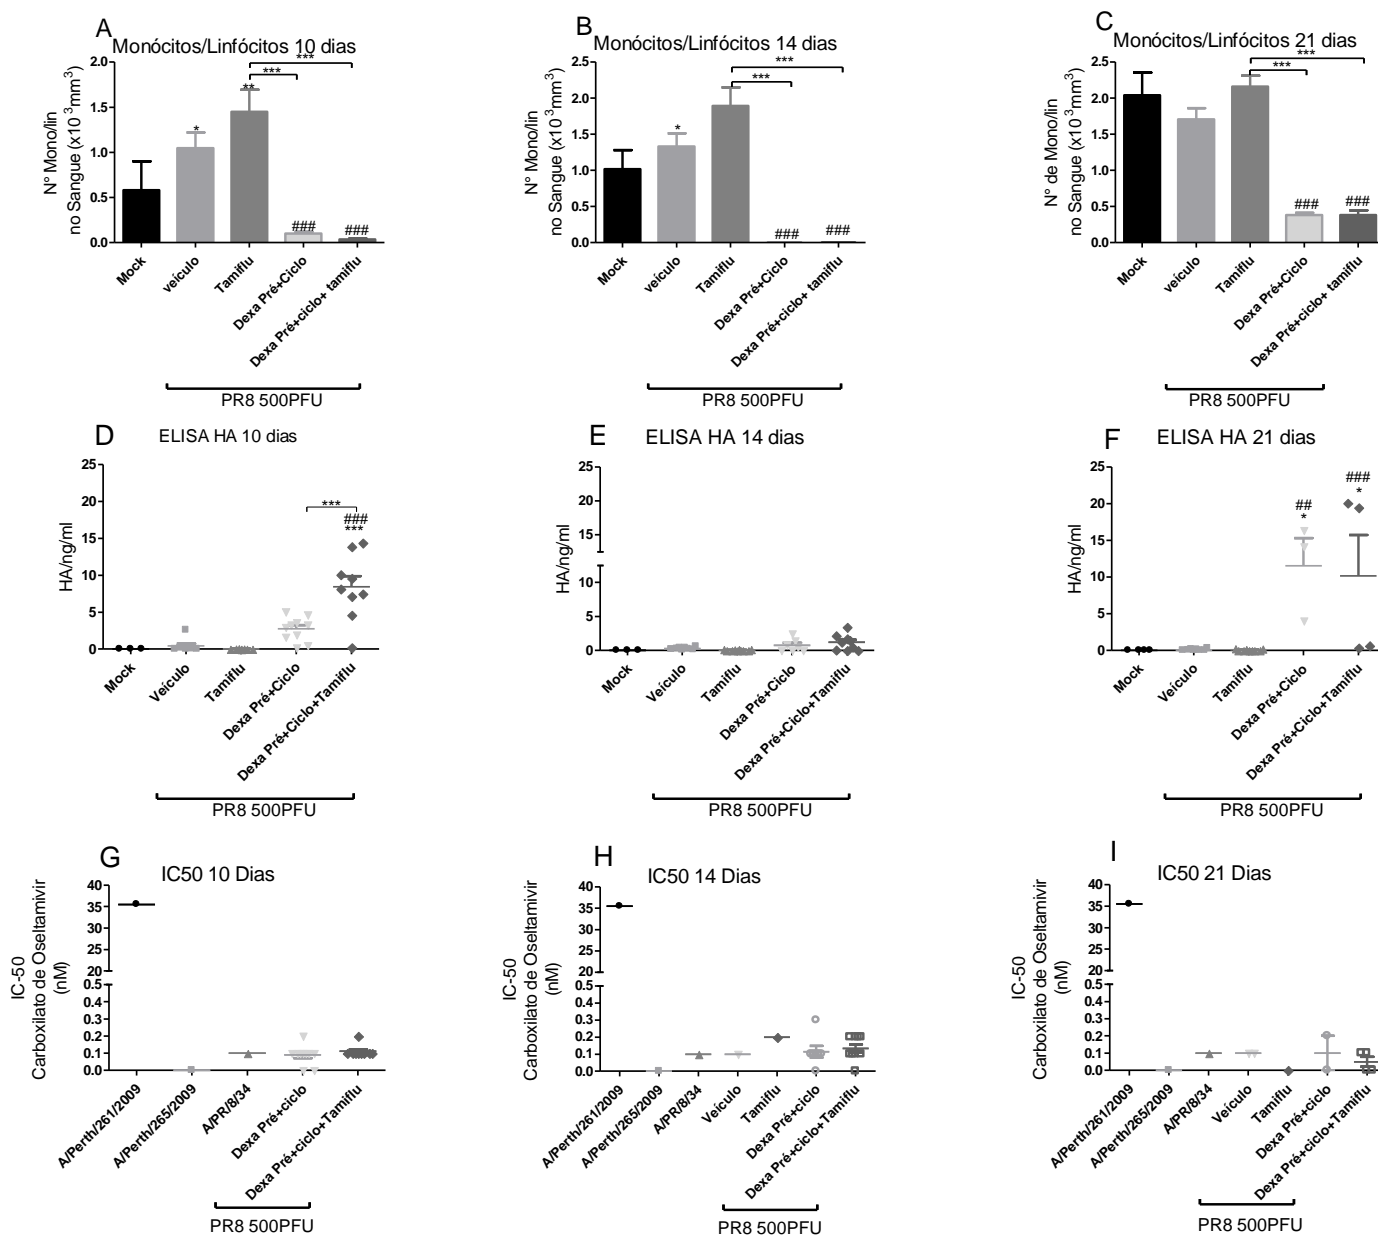 A
Monócitos/Linfócitos 10 dias
N° Mono/lin
no Sangue (x10³mm³)
2.0
1.5
1.0
0.5
0.0
*
**
***
***
###
###
Mock
veículo
Tamiflu
Dexa Pré+Ciclo
Dexa Pré+ciclo+ tamiflu
PR8 500PFU
B
Monócitos/Linfócitos 14 dias
N° Mono/lin
no Sangue (x10³mm³)
2.5
2.0
1.5
1.0
0.5
0.0
*
***
***
###
###
Mock
veículo
Tamiflu
Dexa Pré+Ciclo
Dexa Pré+ciclo+ tamiflu
PR8 500PFU
C
Monócitos/Linfócitos 21 dias
N° de Mono/lin
no Sangue (x10³mm³)
2.5
2.0
1.5
1.0
0.5
0.0
***
***
###
###
Mock
veículo
Tamiflu
Dexa Pré+Ciclo
Dexa Pré+ciclo+ tamiflu
PR8 500PFU
D
ELISA HA 10 dias
HA/ng/ml
25
20
15
10
5
0
***
###
***
Mock
Veículo
Tamiflu
Dexa Pré+Ciclo
Dexa Pré+Ciclo+Tamiflu
PR8 500PFU
E
ELISA HA 14 dias
HA/ng/ml
25
20
15
10
5
0
Mock
Veículo
Tamiflu
Dexa Pré+Ciclo
Dexa Pré+Ciclo+Tamiflu
PR8 500PFU
F
ELISA HA 21 dias
HA/ng/ml
25
20
15
10
5
0
##
*
###
*
Mock
Veículo
Tamiflu
Dexa Pré+Ciclo
Dexa Pré+Ciclo+Tamiflu
PR8 500PFU
G
IC50 10 Dias
IC-50
Carboxilato de Oseltamivir
(nM)
40
35
30
25
20
0.5
0.4
0.3
0.2
0.1
0.0
A/Perth/261/2009
A/Perth/265/2009
A/PR/8/34
Dexa Pré+ciclo
Dexa Pré+ciclo+Tamiflu
PR8 500PFU
H
IC50 14 Dias
IC-50
Carboxilato de Oseltamivir
(nM)
40
35
30
25
20
0.5
0.4
0.3
0.2
0.1
0.0
A/Perth/261/2009
A/Perth/265/2009
A/PR/8/34
Veículo
Tamiflu
Dexa Pré+ciclo
Dexa Pré+ciclo+Tamiflu
PR8 500PFU
I
IC50 21 Dias
IC-50
Carboxilato de Oseltamivir
(nM)
40
35
30
25
20
0.5
0.4
0.3
0.2
0.1
0.0
A/Perth/261/2009
A/Perth/265/2009
A/PR/8/34
Veículo
Tamiflu
Dexa Pré+ciclo
Dexa Pré+ciclo+Tamiflu
PR8 500PFU